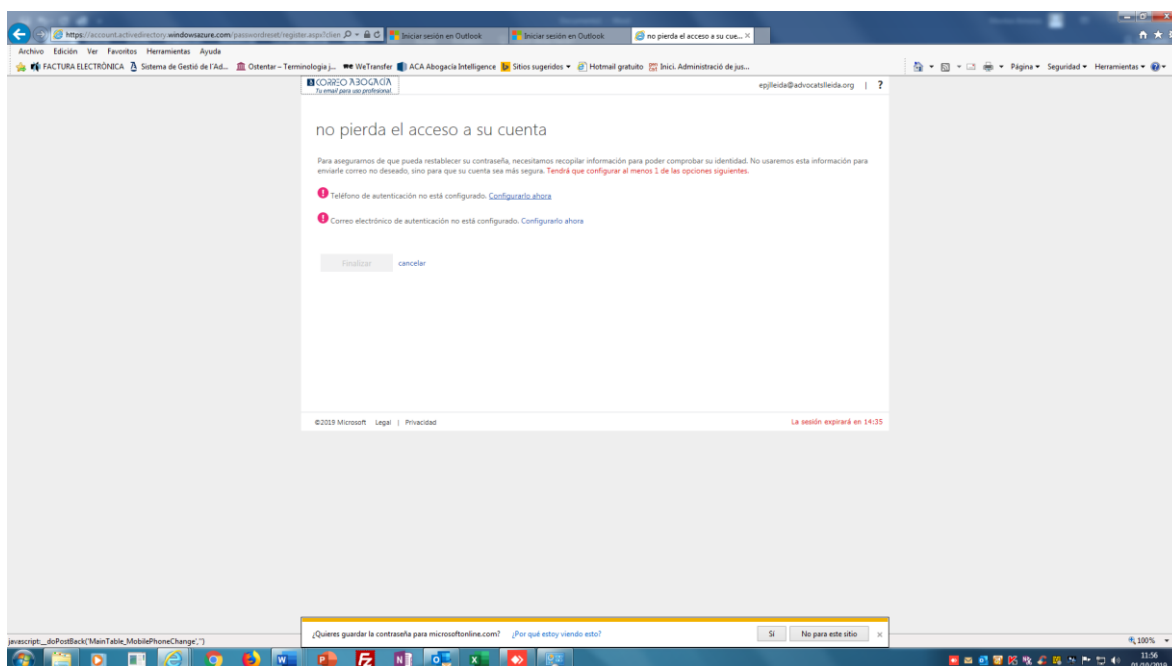 https://account.activedirectory.windowsazure.com/passwordreset/register.aspx?clien
Iniciar sesión en Outlook
Iniciar sesión en Outlook
no pierda el acceso a su cue...
Archivo Edición Ver Favoritos Herramientas Ayuda
FACTURA ELECTRÒNICA Sistema de Gestió de l'Ad... Ostentar – Terminologia j... WeTransfer ACA Abogacía Intelligence Sitios sugeridos Hotmail gratuito Inici. Administració de jus... Página Seguridad Herramientas
CORREO ABOGACÍA
Tu email para uso profesional.
epjlleida@advocatslleida.org | ?
no pierda el acceso a su cuenta
Para asegurarnos de que pueda restablecer su contraseña, necesitamos recopilar información para poder comprobar su identidad. No usaremos esta información para
enviarle correo no deseado, sino para que su cuenta sea más segura. Tendrá que configurar al menos 1 de las opciones siguientes.
Teléfono de autenticación no está configurado. Configurarlo ahora
Correo electrónico de autenticación no está configurado. Configurarlo ahora
Finalizar cancelar
©2019 Microsoft Legal | Privacidad
La sesión expirará en 14:35
¿Quieres guardar la contraseña para microsoftonline.com? ¿Por qué estoy viendo esto? Sí No para este sitio
javascript:__doPostBack('MainTable_MobilePhoneChange','')
100%
11:56
01/10/2019